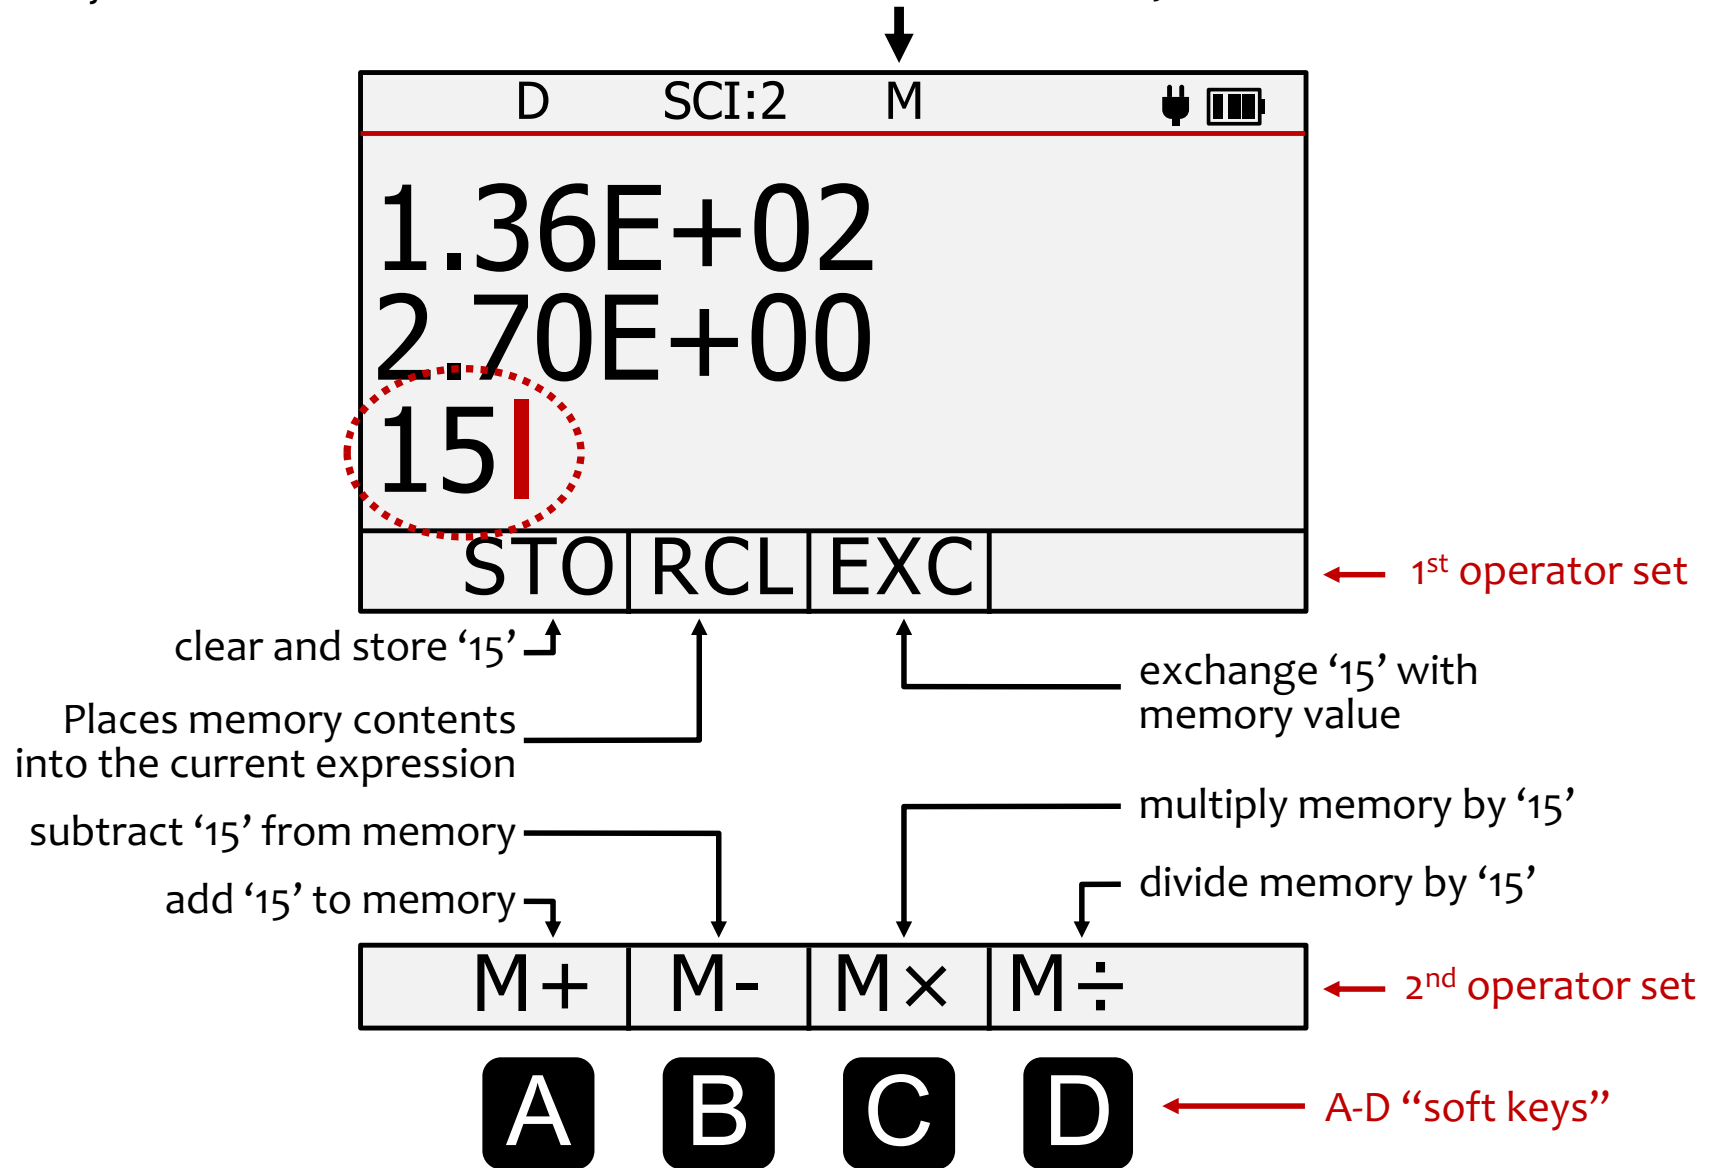 D SCI:2 M
1.36E+02
2.70E+00
15
STO RCL EXC
1st operator set
clear and store ‘15’
exchange ‘15’ with
memory value
Places memory contents
into the current expression
multiply memory by ‘15’
subtract ‘15’ from memory
divide memory by ‘15’
add ‘15’ to memory
M+ M- M× M÷
2nd operator set
A B C D
A-D “soft keys”